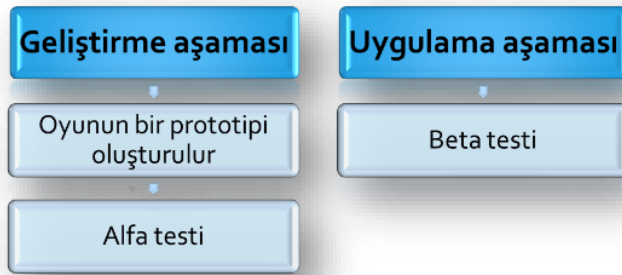 Geliştirme aşaması
Oyunun bir prototipi
oluşturulur
Alfa testi
Uygulama aşaması
Beta testi